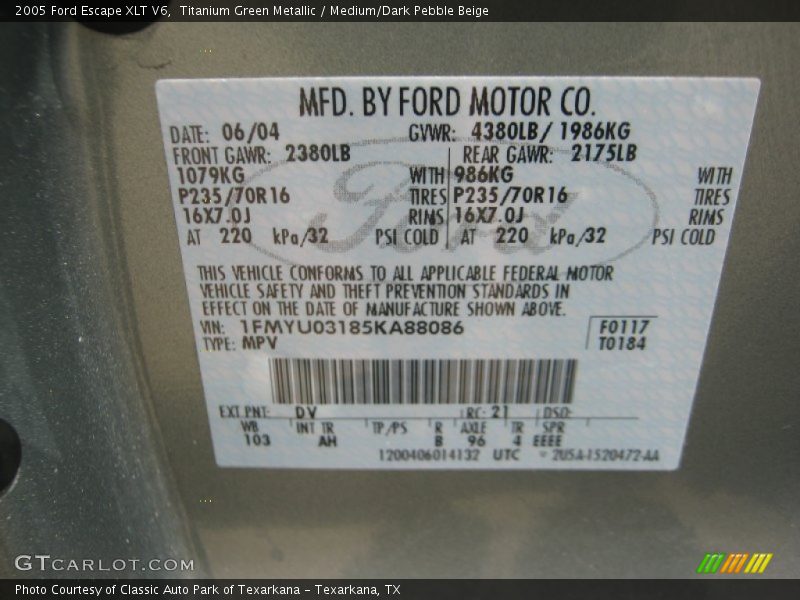 2005 Ford Escape XLT V6, Titanium Green Metallic / Medium/Dark Pebble Beige
MFD. BY FORD MOTOR CO.
DATE: 06/04 GVWR: 4380LB/ 1986KG
FRONT GAWR: 2380LB REAR GAWR: 2175LB
1079KG WITH 986KG WITH
P235/70R16 TIRES P235/70R16 TIRES
16X7.0J RIMS 16X7.0J RIMS
AT 220 kPa/32 PSI COLD AT 220 kPa/32 PSI COLD
Ford
THIS VEHICLE CONFORMS TO ALL APPLICABLE FEDERAL MOTOR
VEHICLE SAFETY AND THEFT PREVENTION STANDARDS IN
EFFECT ON THE DATE OF MANUFACTURE SHOWN ABOVE.
VIN: 1FMYU03185KA88086 F0117
TYPE: MPV T0184
EXT PNT: DV RC: 21 DSO:
WB INT TR TP/PS R AXLE TR SPR
103 AH B 96 4 EEEE
1200406014132 UTC 2U5A-1520472-AA
GTCARLOT.COM
Photo Courtesy of Classic Auto Park of Texarkana – Texarkana, TX